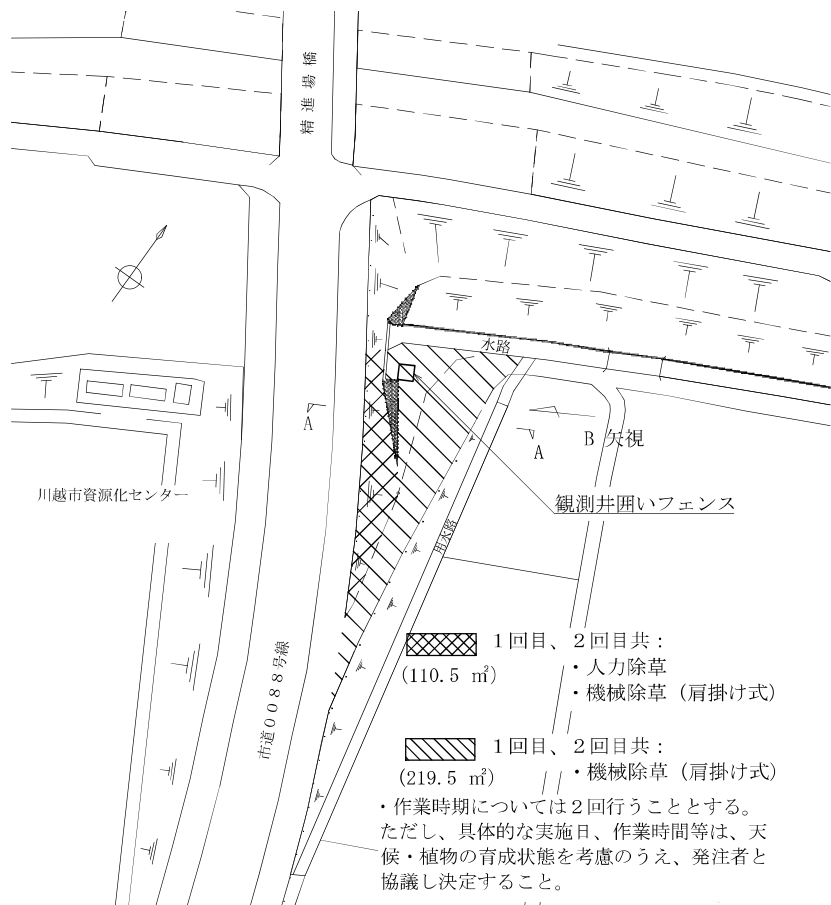 精進場橋
水路
A
A
B 矢視
川越市資源化センター
観測井囲いフェンス
用水路
市道0088号線
1回目、2回目共：
・人力除草
・機械除草（肩掛け式）
(110.5 ㎡)
1回目、2回目共：
・機械除草（肩掛け式）
(219.5 ㎡)
・作業時期については2回行うこととする。
ただし、具体的な実施日、作業時間等は、天
候・植物の育成状態を考慮のうえ、発注者と
協議し決定すること。